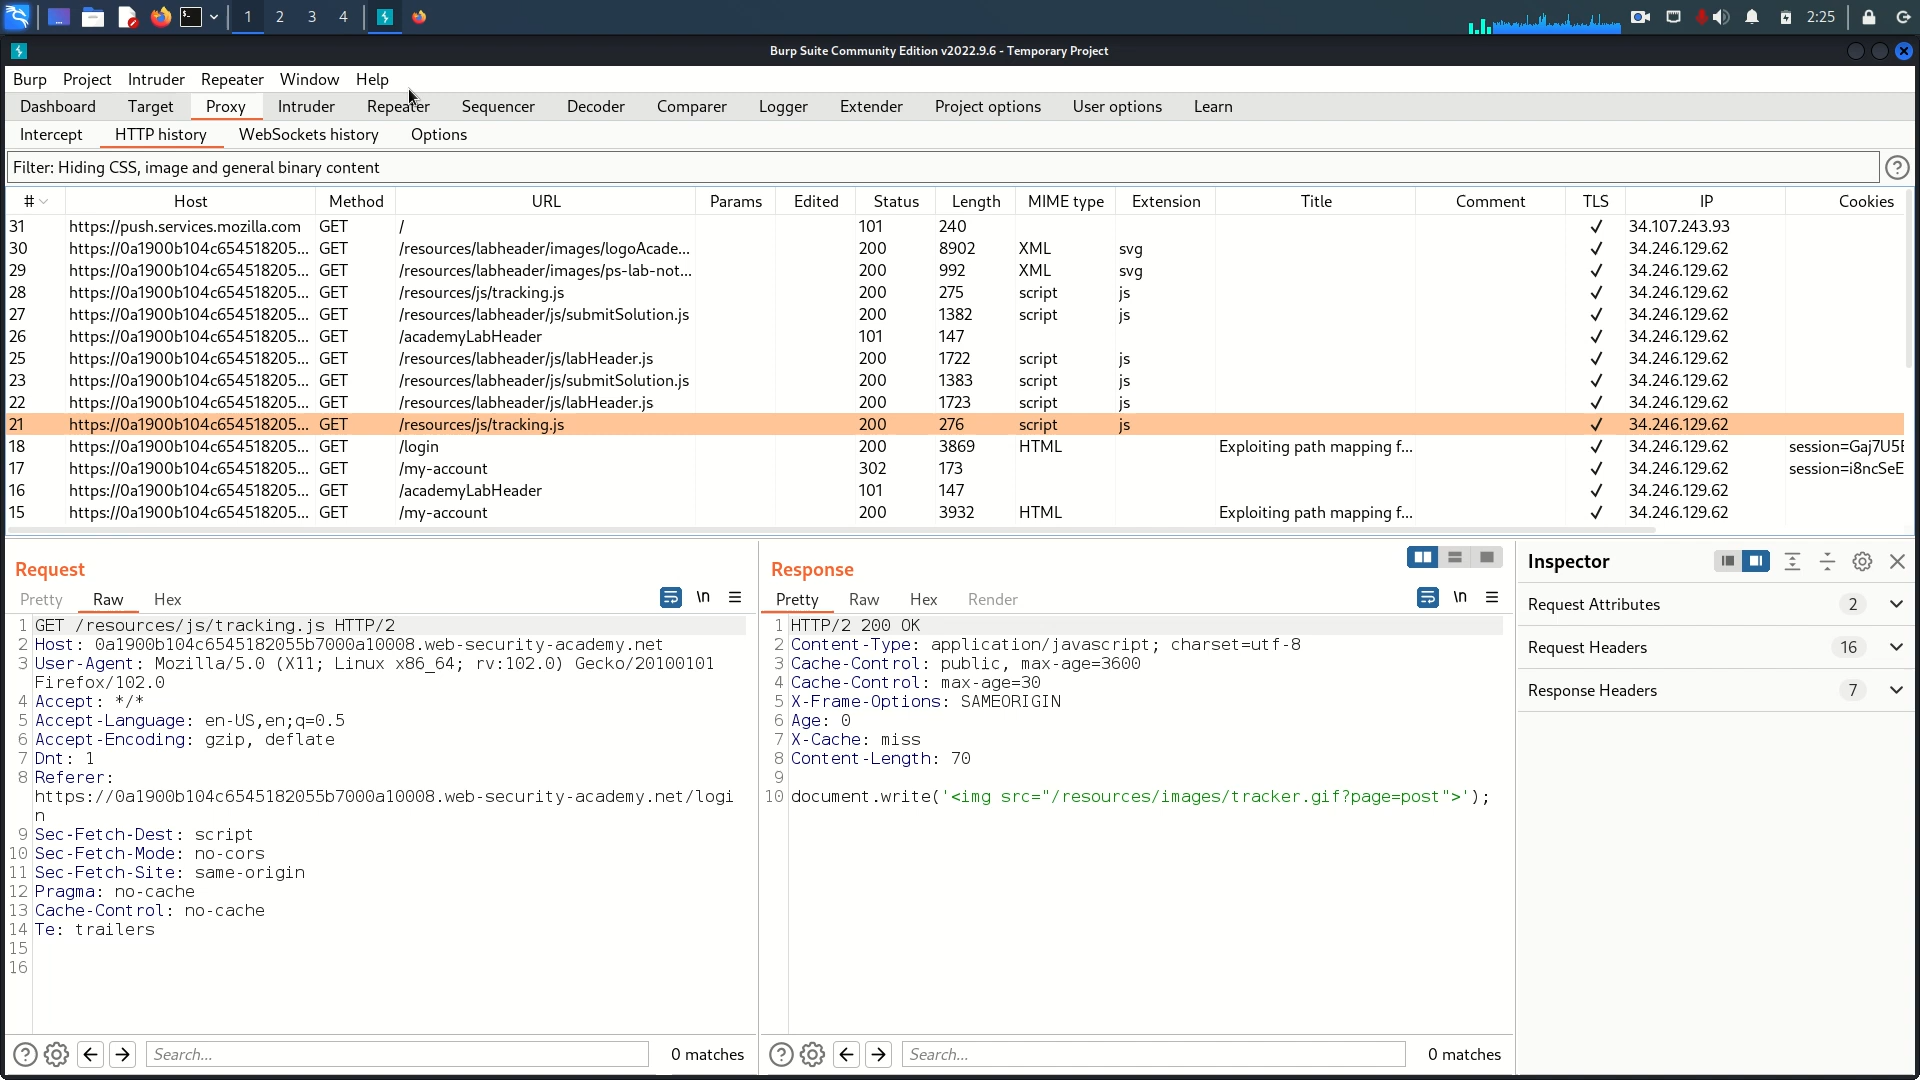 1 2 3 4 2:25
Burp Suite Community Edition v2022.9.6 - Temporary Project
Burp Project Intruder Repeater Window Help
Dashboard Target Proxy Intruder Repeater Sequencer Decoder Comparer Logger Extender Project options User options Learn
Intercept HTTP history WebSockets history Options
Filter: Hiding CSS, image and general binary content
# Host Method URL Params Edited Status Length MIME type Extension Title Comment TLS IP Cookies
31 https://push.services.mozilla.com GET / 101 240 ✓ 34.107.243.93
30 https://0a1900b104c654518205... GET /resources/labheader/images/logoAcade... 200 8902 XML svg ✓ 34.246.129.62
29 https://0a1900b104c654518205... GET /resources/labheader/images/ps-lab-not... 200 992 XML svg ✓ 34.246.129.62
28 https://0a1900b104c654518205... GET /resources/js/tracking.js 200 275 script js ✓ 34.246.129.62
27 https://0a1900b104c654518205... GET /resources/labheader/js/submitSolution.js 200 1382 script js ✓ 34.246.129.62
26 https://0a1900b104c654518205... GET /academyLabHeader 101 147 ✓ 34.246.129.62
25 https://0a1900b104c654518205... GET /resources/labheader/js/labHeader.js 200 1722 script js ✓ 34.246.129.62
23 https://0a1900b104c654518205... GET /resources/labheader/js/submitSolution.js 200 1383 script js ✓ 34.246.129.62
22 https://0a1900b104c654518205... GET /resources/labheader/js/labHeader.js 200 1723 script js ✓ 34.246.129.62
21 https://0a1900b104c654518205... GET /resources/js/tracking.js 200 276 script js ✓ 34.246.129.62
18 https://0a1900b104c654518205... GET /login 200 3869 HTML Exploiting path mapping f... ✓ 34.246.129.62 session=Gaj7U5E
17 https://0a1900b104c654518205... GET /my-account 302 173 ✓ 34.246.129.62 session=i8ncSeE
16 https://0a1900b104c654518205... GET /academyLabHeader 101 147 ✓ 34.246.129.62
15 https://0a1900b104c654518205... GET /my-account 200 3932 HTML Exploiting path mapping f... ✓ 34.246.129.62
Request
Pretty Raw Hex \n
1 GET /resources/js/tracking.js HTTP/2
2 Host: 0a1900b104c6545182055b7000a10008.web-security-academy.net
3 User-Agent: Mozilla/5.0 (X11; Linux x86_64; rv:102.0) Gecko/20100101
Firefox/102.0
4 Accept: */*
5 Accept-Language: en-US,en;q=0.5
6 Accept-Encoding: gzip, deflate
7 Dnt: 1
8 Referer:
https://0a1900b104c6545182055b7000a10008.web-security-academy.net/logi
n
9 Sec-Fetch-Dest: script
10 Sec-Fetch-Mode: no-cors
11 Sec-Fetch-Site: same-origin
12 Pragma: no-cache
13 Cache-Control: no-cache
14 Te: trailers
15
16
Search... 0 matches
Response
Pretty Raw Hex Render \n
1 HTTP/2 200 OK
2 Content-Type: application/javascript; charset=utf-8
3 Cache-Control: public, max-age=3600
4 Cache-Control: max-age=30
5 X-Frame-Options: SAMEORIGIN
6 Age: 0
7 X-Cache: miss
8 Content-Length: 70
9
10 document.write('<img src="/resources/images/tracker.gif?page=post">');
Search... 0 matches
Inspector
Request Attributes 2
Request Headers 16
Response Headers 7